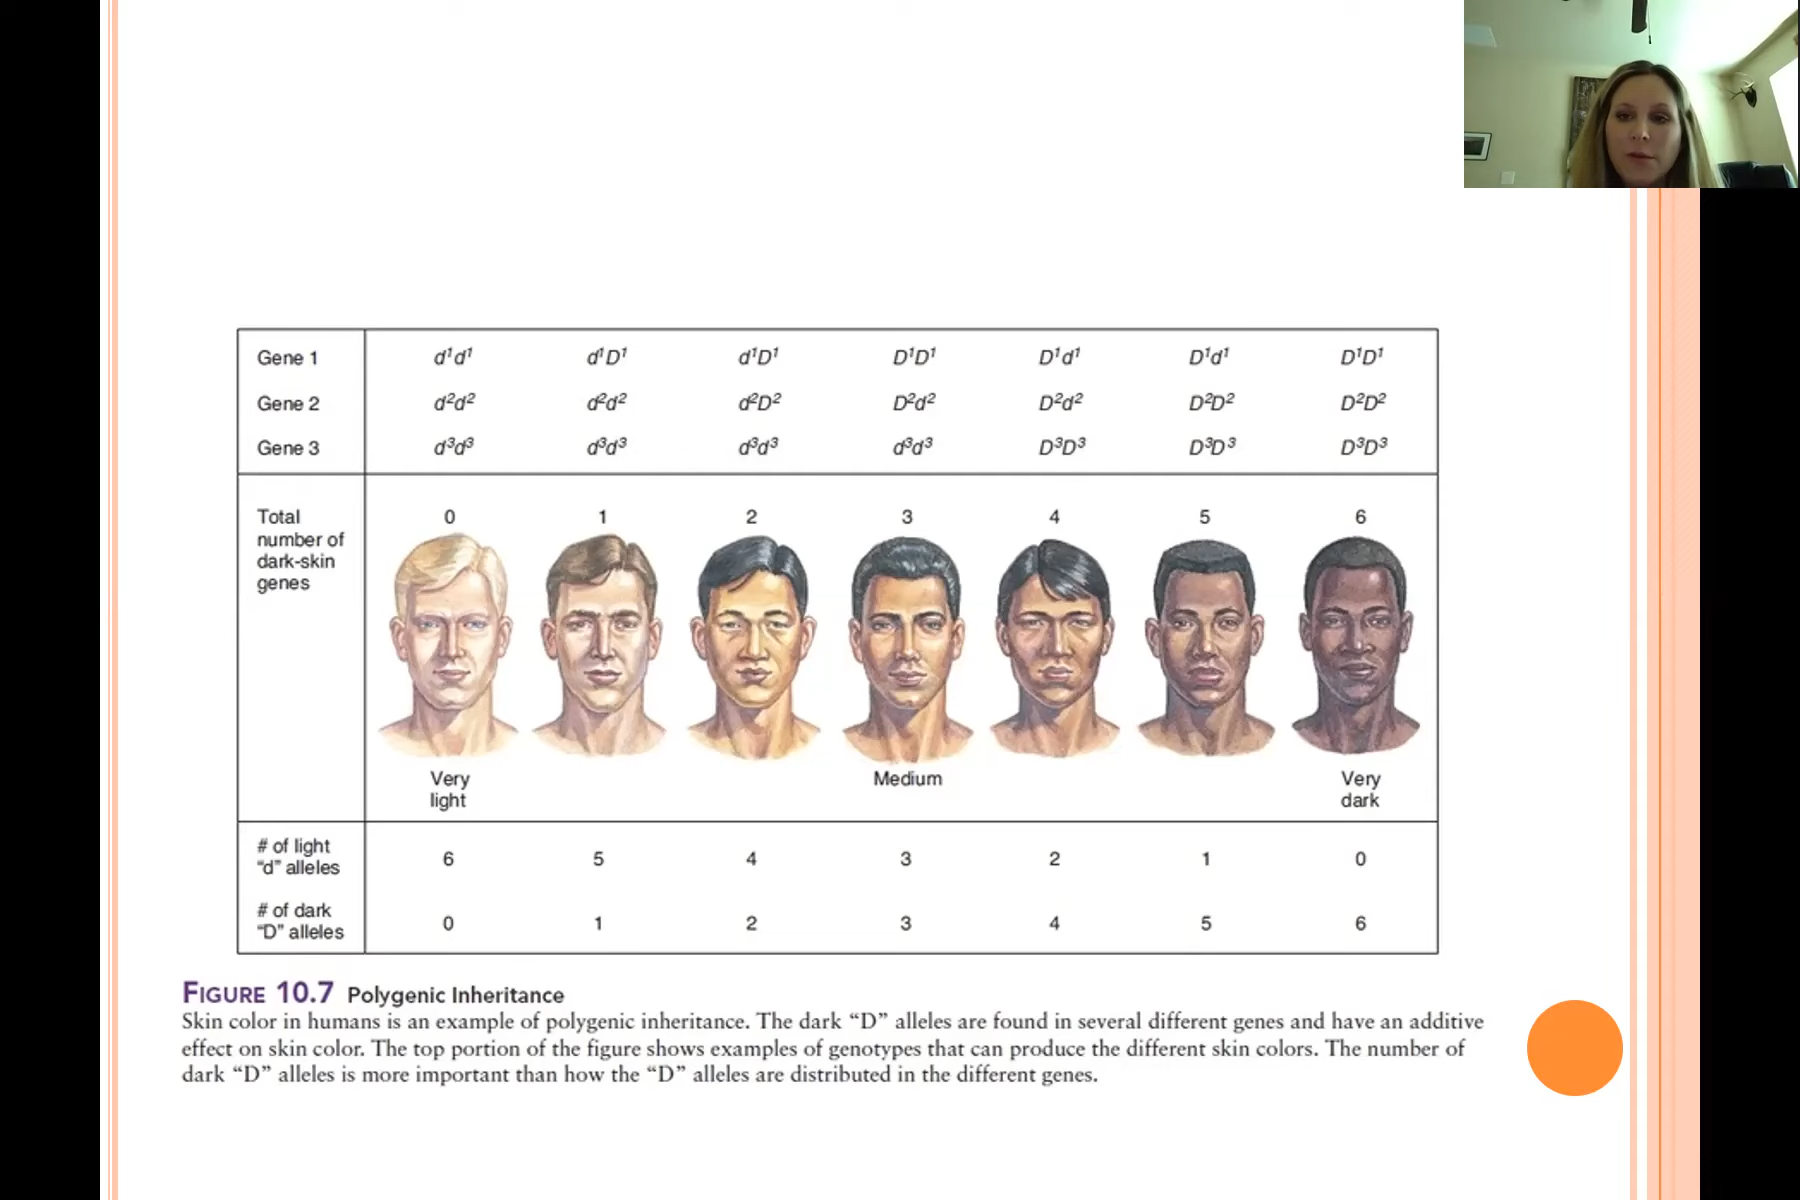 Gene 1 d¹d¹ d¹D¹ d¹D¹ D¹D¹ D¹d¹ D¹d¹ D¹D¹
Gene 2 d²d² d²d² d²D² D²d² D²d² D²D² D²D²
Gene 3 d³d³ d³d³ d³d³ d³d³ D³D³ D³D³ D³D³
Total 0 1 2 3 4 5 6
number of
dark-skin
genes
Very Medium Very
light dark
# of light
"d" alleles 6 5 4 3 2 1 0
# of dark
"D" alleles 0 1 2 3 4 5 6
FIGURE 10.7 Polygenic Inheritance
Skin color in humans is an example of polygenic inheritance. The dark “D” alleles are found in several different genes and have an additive
effect on skin color. The top portion of the figure shows examples of genotypes that can produce the different skin colors. The number of
dark “D” alleles is more important than how the “D” alleles are distributed in the different genes.